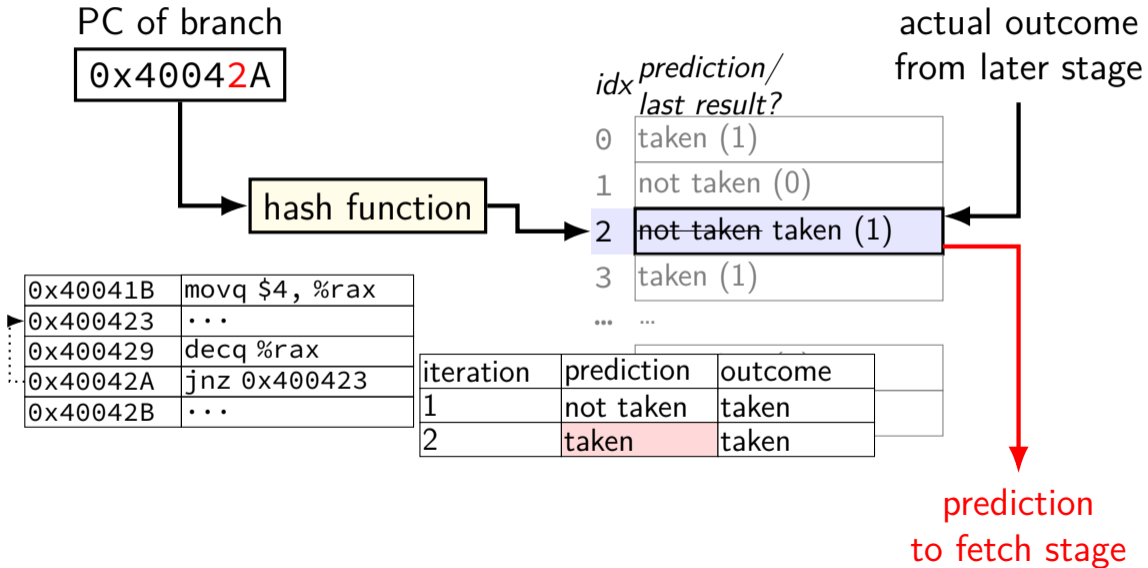 PC of branch
0x40042A
hash function
idx prediction/
last result?
0 taken (1)
1 not taken (0)
2 not taken taken (1)
3 taken (1)
... ...
actual outcome
from later stage
0x40041B movq $4, %rax
0x400423 ...
0x400429 decq %rax
0x40042A jnz 0x400423
0x40042B ...
iteration prediction outcome
1 not taken taken
2 taken taken
prediction
to fetch stage